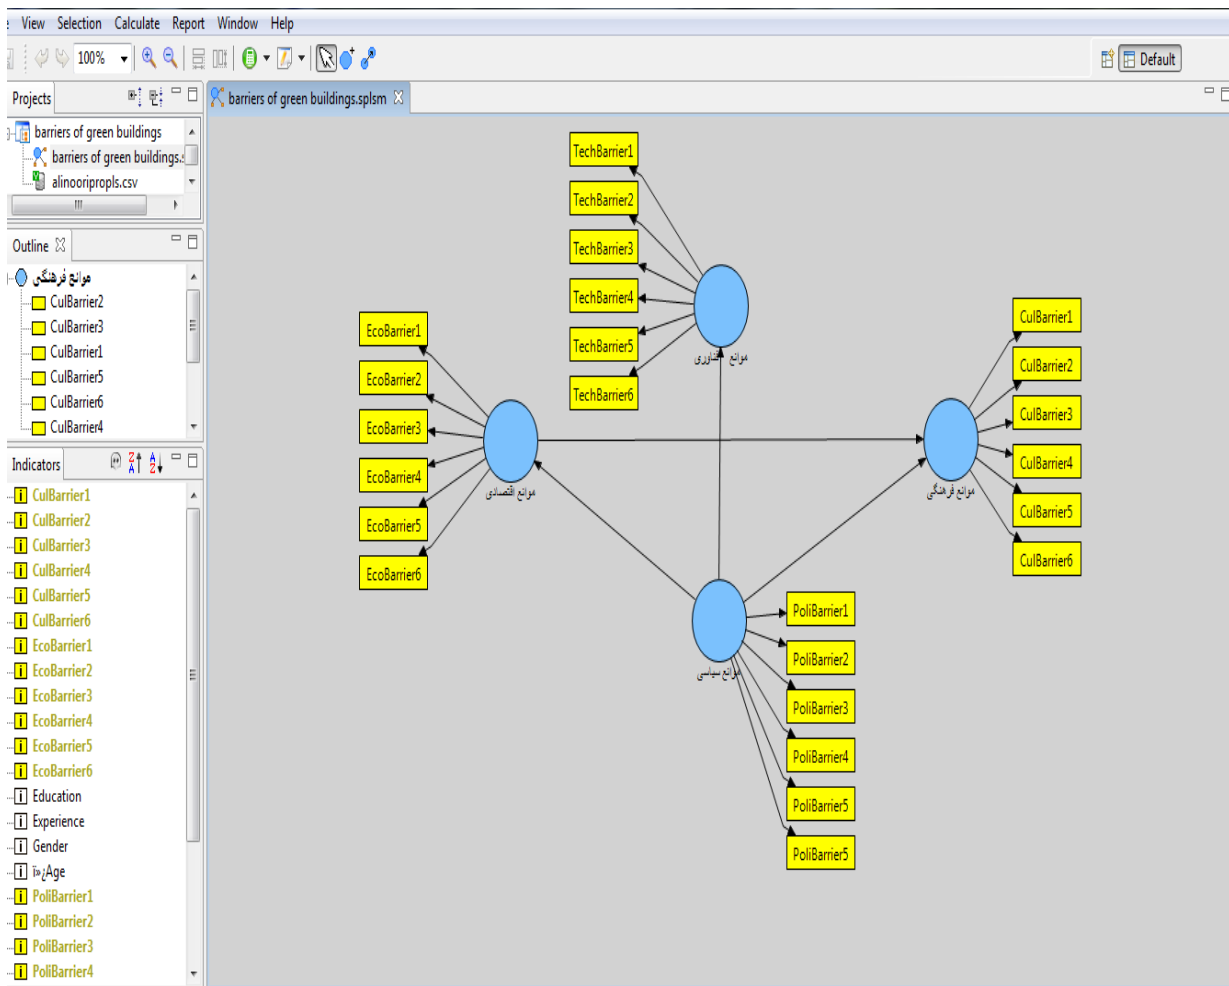 View Selection Calculate Report Window Help
100%
Default
Projects
barriers of green buildings
barriers of green buildings.s
alinooripropls.csv
Outline
موانع فرهنگی
CulBarrier2
CulBarrier3
CulBarrier1
CulBarrier5
CulBarrier6
CulBarrier4
Indicators
CulBarrier1
CulBarrier2
CulBarrier3
CulBarrier4
CulBarrier5
CulBarrier6
EcoBarrier1
EcoBarrier2
EcoBarrier3
EcoBarrier4
EcoBarrier5
EcoBarrier6
Education
Experience
Gender
ï»¿Age
PoliBarrier1
PoliBarrier2
PoliBarrier3
PoliBarrier4
barriers of green buildings.splsm
TechBarrier1
TechBarrier2
TechBarrier3
TechBarrier4
TechBarrier5
TechBarrier6
موانع فناوری
EcoBarrier1
EcoBarrier2
EcoBarrier3
EcoBarrier4
EcoBarrier5
EcoBarrier6
موانع اقتصادی
CulBarrier1
CulBarrier2
CulBarrier3
CulBarrier4
CulBarrier5
CulBarrier6
موانع فرهنگی
PoliBarrier1
PoliBarrier2
PoliBarrier3
PoliBarrier4
PoliBarrier5
PoliBarrier5
موانع سیاسی